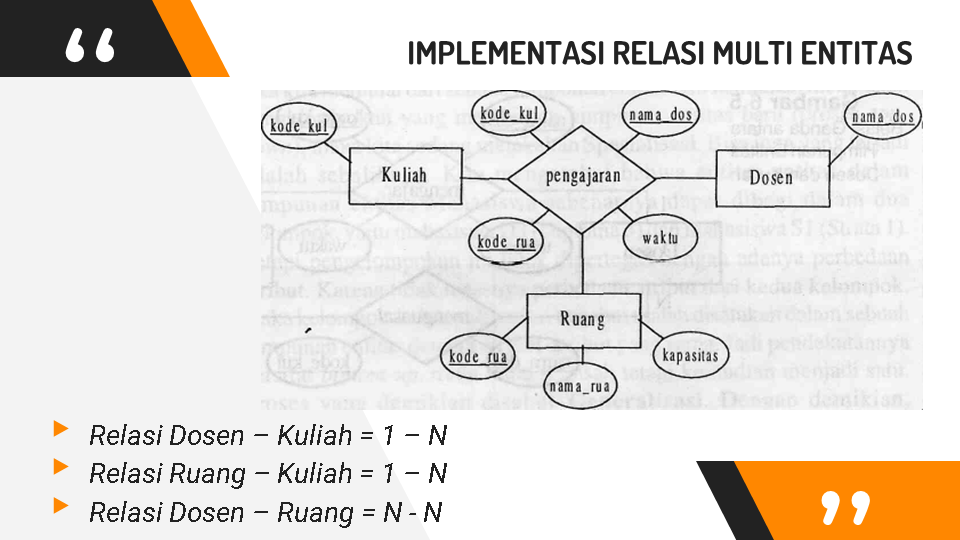 “
IMPLEMENTASI RELASI MULTI ENTITAS
kode_kul
kode_kul
nama_dos
nama_dos
Kuliah
pengajaran
Dosen
kode_rua
waktu
Ruang
kode_rua
kapasitas
nama_rua
Relasi Dosen – Kuliah = 1 – N
Relasi Ruang – Kuliah = 1 – N
Relasi Dosen – Ruang = N - N
”